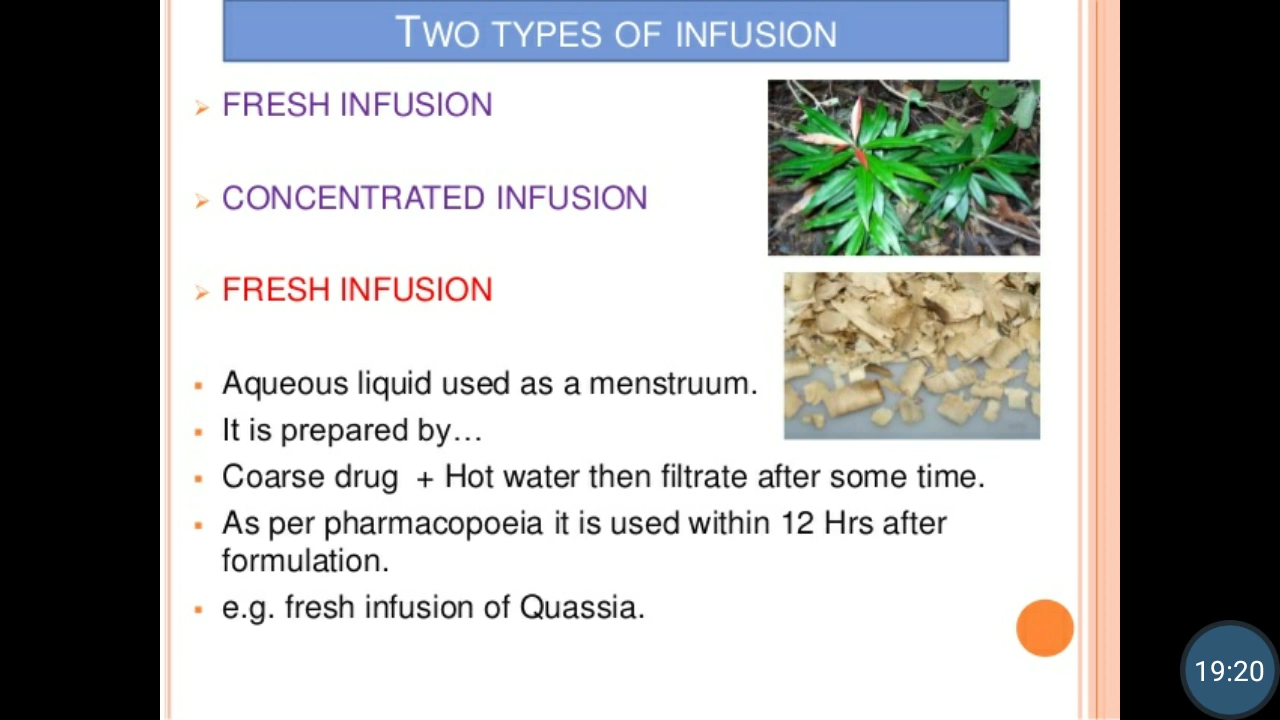 TWO TYPES OF INFUSION
FRESH INFUSION
CONCENTRATED INFUSION
FRESH INFUSION
Aqueous liquid used as a menstruum.
It is prepared by…
Coarse drug + Hot water then filtrate after some time.
As per pharmacopoeia it is used within 12 Hrs after
formulation.
e.g. fresh infusion of Quassia.
19:20